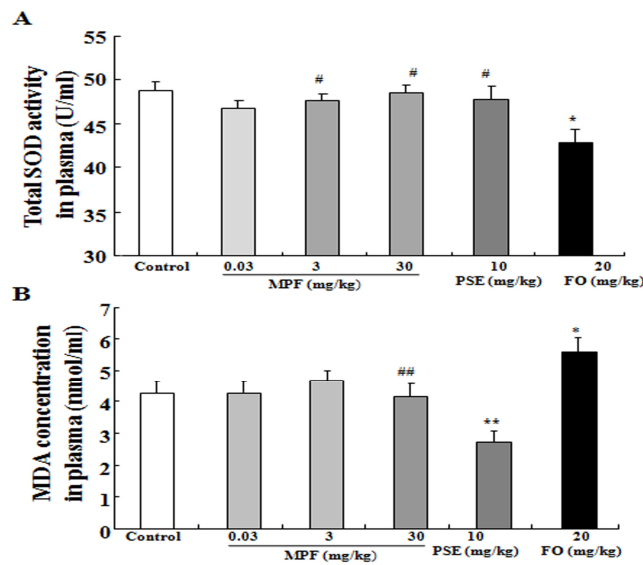 A
Total SOD activity
in plasma (U/ml)
55
50
45
40
35
30
#
#
#
*
Control
0.03
3
30
10
20
MPF (mg/kg)
PSE (mg/kg)
FO (mg/kg)
B
MDA concentration
in plasma (nmol/ml)
7
6
5
4
3
2
1
0
##
**
*
Control
0.03
3
30
10
20
MPF (mg/kg)
PSE (mg/kg)
FO (mg/kg)